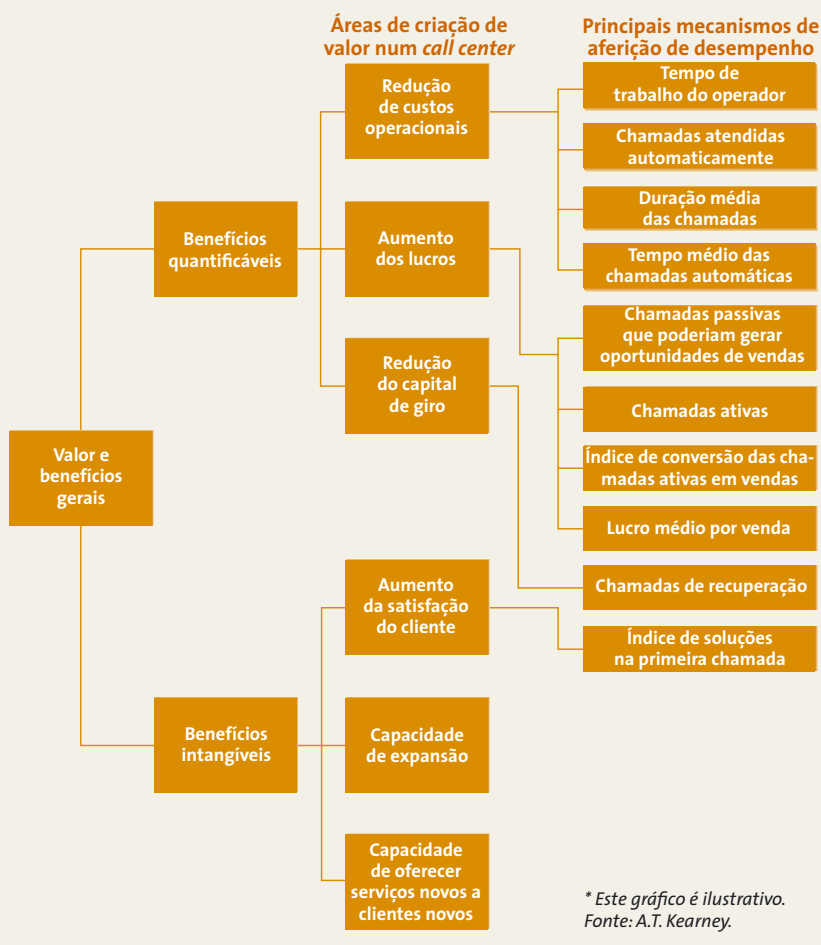 Áreas de criação de
valor num call center
Principais mecanismos de
aferição de desempenho
Valor e
benefícios
gerais
Benefícios
quantificáveis
Redução
de custos
operacionais
Tempo de
trabalho do operador
Chamadas atendidas
automaticamente
Duração média
das chamadas
Tempo médio das
chamadas automáticas
Aumento
dos lucros
Chamadas passivas
que poderiam gerar
oportunidades de vendas
Chamadas ativas
Índice de conversão das cha-
madas ativas em vendas
Lucro médio por venda
Redução
do capital
de giro
Chamadas de recuperação
Benefícios
intangíveis
Aumento
da satisfação
do cliente
Índice de soluções
na primeira chamada
Capacidade
de expansão
Capacidade
de oferecer
serviços novos a
clientes novos
* Este gráfico é ilustrativo.
Fonte: A.T. Kearney.